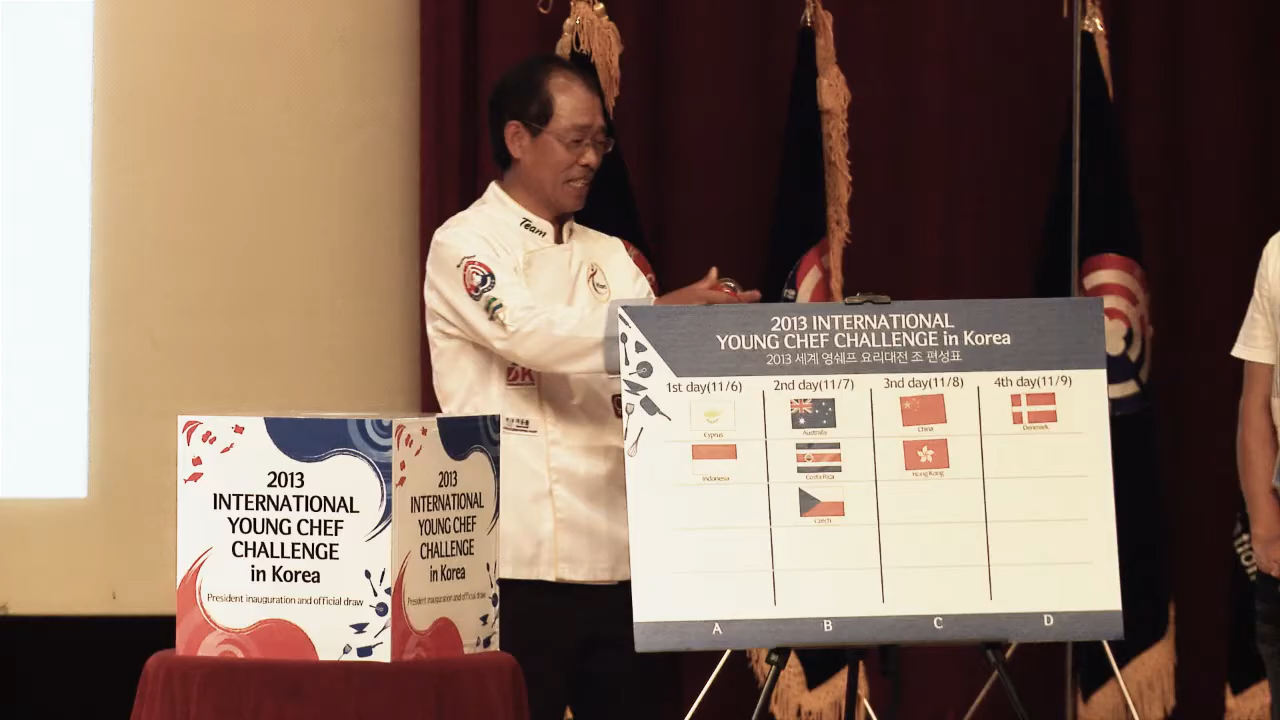 Team
2013
INTERNATIONAL
YOUNG CHEF
CHALLENGE
in Korea
President inauguration and official draw
2013
INTERNATIONAL
YOUNG CHEF
CHALLENGE
in Korea
President inauguration and official draw
2013 INTERNATIONAL
YOUNG CHEF CHALLENGE in Korea
2013 세계 영쉐프 요리대전 조 편성표
1st day(11/6) 2nd day(11/7) 3rd day(11/8) 4th day(11/9)
Cyprus Australia China Denmark
Indonesia Costa Rica Hong Kong
Czech
A B C D